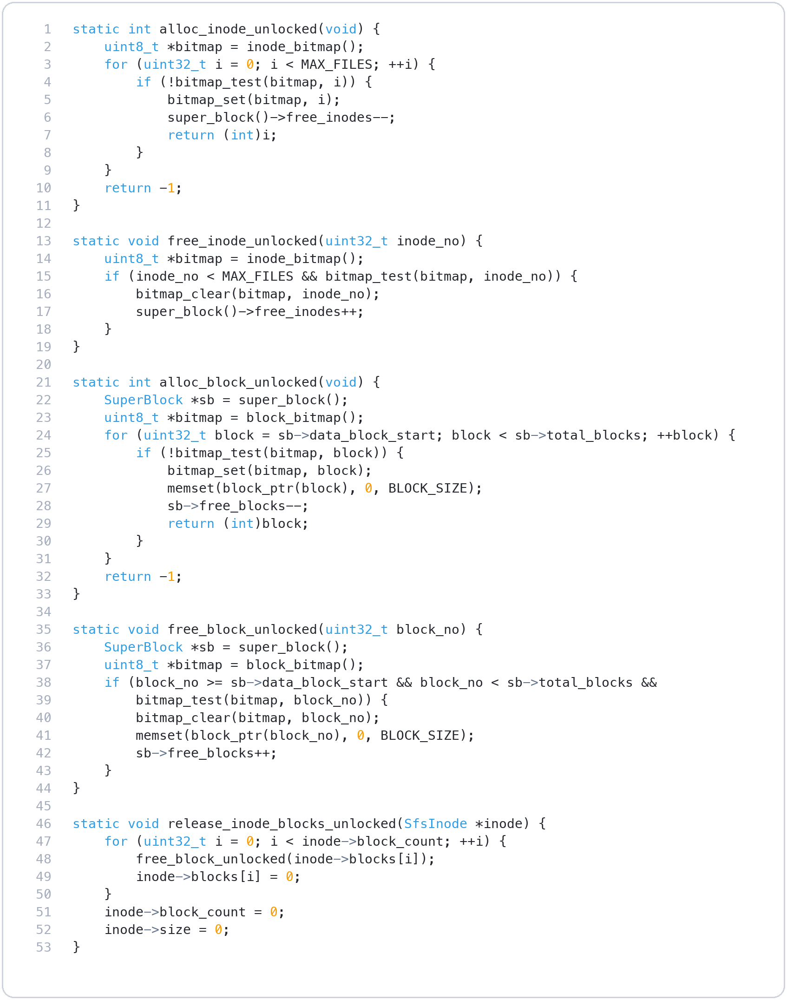 1 static int alloc_inode_unlocked(void) {
2     uint8_t *bitmap = inode_bitmap();
3     for (uint32_t i = 0; i < MAX_FILES; ++i) {
4         if (!bitmap_test(bitmap, i)) {
5             bitmap_set(bitmap, i);
6             super_block()->free_inodes--;
7             return (int)i;
8         }
9     }
10     return -1;
11 }
12
13 static void free_inode_unlocked(uint32_t inode_no) {
14     uint8_t *bitmap = inode_bitmap();
15     if (inode_no < MAX_FILES && bitmap_test(bitmap, inode_no)) {
16         bitmap_clear(bitmap, inode_no);
17         super_block()->free_inodes++;
18     }
19 }
20
21 static int alloc_block_unlocked(void) {
22     SuperBlock *sb = super_block();
23     uint8_t *bitmap = block_bitmap();
24     for (uint32_t block = sb->data_block_start; block < sb->total_blocks; ++block) {
25         if (!bitmap_test(bitmap, block)) {
26             bitmap_set(bitmap, block);
27             memset(block_ptr(block), 0, BLOCK_SIZE);
28             sb->free_blocks--;
29             return (int)block;
30         }
31     }
32     return -1;
33 }
34
35 static void free_block_unlocked(uint32_t block_no) {
36     SuperBlock *sb = super_block();
37     uint8_t *bitmap = block_bitmap();
38     if (block_no >= sb->data_block_start && block_no < sb->total_blocks &&
39         bitmap_test(bitmap, block_no)) {
40         bitmap_clear(bitmap, block_no);
41         memset(block_ptr(block_no), 0, BLOCK_SIZE);
42         sb->free_blocks++;
43     }
44 }
45
46 static void release_inode_blocks_unlocked(SfsInode *inode) {
47     for (uint32_t i = 0; i < inode->block_count; ++i) {
48         free_block_unlocked(inode->blocks[i]);
49         inode->blocks[i] = 0;
50     }
51     inode->block_count = 0;
52     inode->size = 0;
53 }